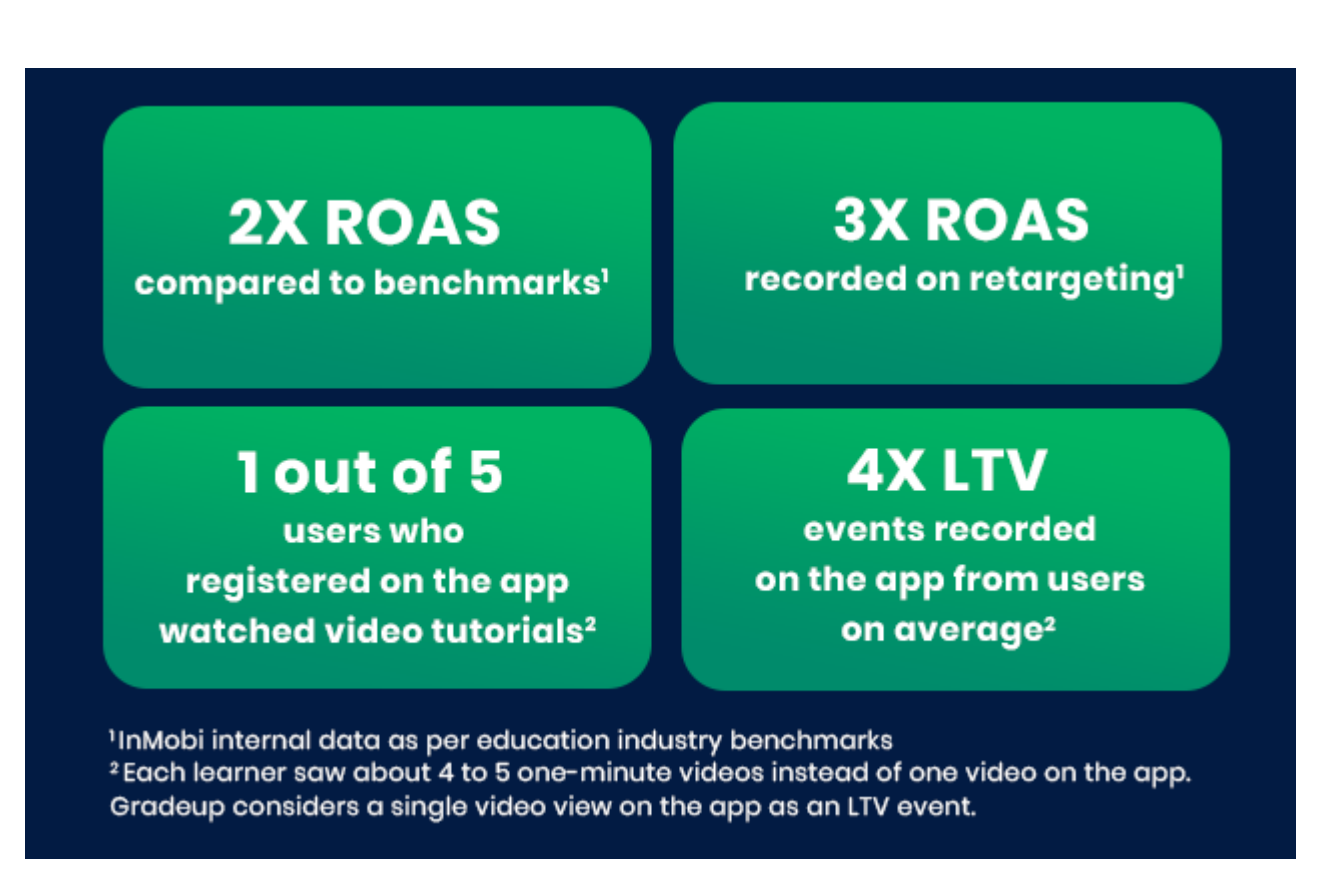 2X ROAS
compared to benchmarks¹
3X ROAS
recorded on retargeting¹
1 out of 5
users who
registered on the app
watched video tutorials²
4X LTV
events recorded
on the app from users
on average²
¹InMobi internal data as per education industry benchmarks
²Each learner saw about 4 to 5 one-minute videos instead of one video on the app.
Gradeup considers a single video view on the app as an LTV event.